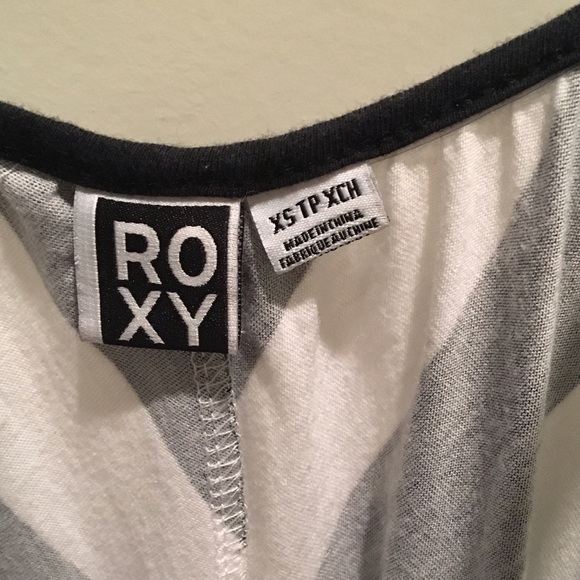 RO
XY
XS TP XCH
MADE IN CHINA
FABRIQUE AU CHINE